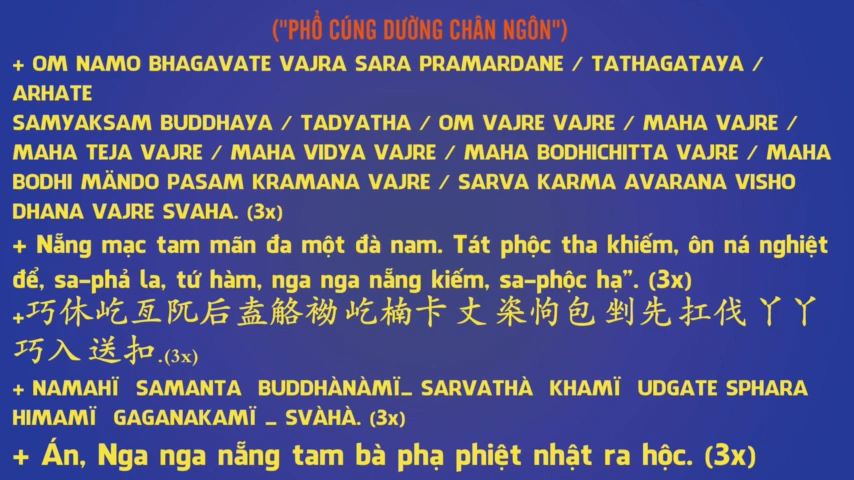 ("PHỔ CÚNG DƯỜNG CHÂN NGÔN")
+ OM NAMO BHAGAVATE VAJRA SARA PRAMARDANE / TATHAGATAYA /
ARHATE
SAMYAKSAM BUDDHAYA / TADYATHA / OM VAJRE VAJRE / MAHA VAJRE /
MAHA TEJA VAJRE / MAHA VIDYA VAJRE / MAHA BODHICHITTA VAJRE / MAHA
BODHI MÄNDO PASAM KRAMANA VAJRE / SARVA KARMA AVARANA VISHO
DHANA VAJRE SVAHA. (3x)
+ Nẵng mạc tam mãn đa một đà nam. Tát phộc tha khiếm, ôn ná nghiệt
để, sa-phả la, tứ hàm, nga nga nẵng kiếm, sa-phộc hạ”. (3x)
+巧休屹亙阢后盍觡袎屹楠卡 丈 桼怐包 剉先 扛伐 丫丫
巧入 送扣.(3x)
+ NAMAHÏ SAMANTA BUDDHÀNÀMÏ_ SARVATHÀ KHAMÏ UDGATE SPHARA
HIMAMÏ GAGANAKAMÏ _ SVÀHÀ. (3x)
+ Án, Nga nga nẵng tam bà phạ phiệt nhật ra hộc. (3x)